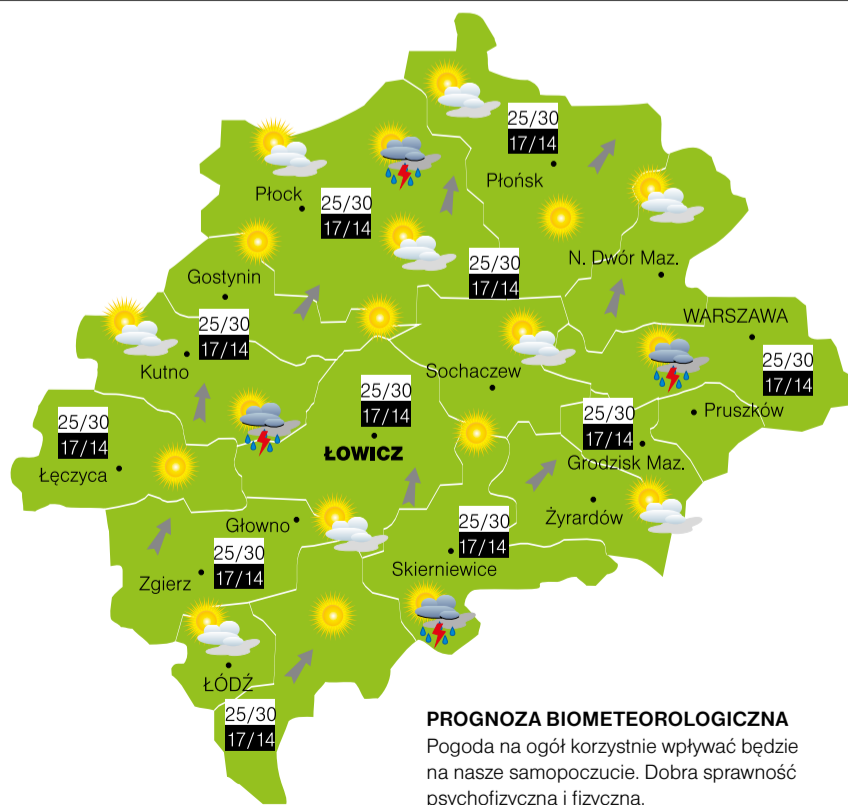 25/30
17/14
Płońsk
Płock
25/30
17/14
N. Dwór Maz.
25/30
17/14
Gostynin
WARSZAWA
25/30
17/14
Kutno
25/30
17/14
Sochaczew
25/30
17/14
ŁOWICZ
25/30
17/14
Pruszków
Grodzisk Maz.
25/30
17/14
Łęczyca
Żyrardów
Głowno
25/30
17/14
Skierniewice
25/30
17/14
Zgierz
ŁÓDŹ
25/30
17/14
PROGNOZA BIOMETEOROLOGICZNA
Pogoda na ogół korzystnie wpływać będzie
na nasze samopoczucie. Dobra sprawność
psychofizyczna i fizyczna.